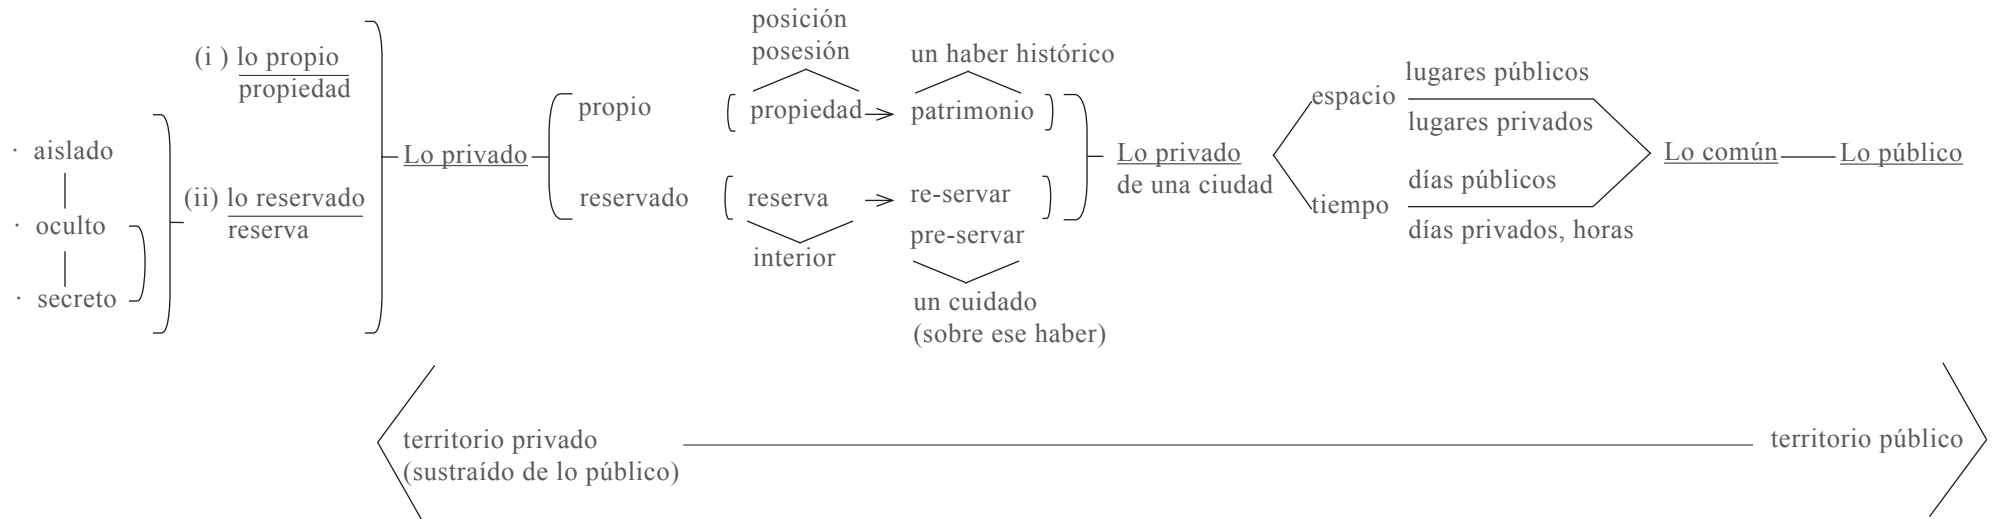 · aislado
· oculto
· secreto
(i ) lo propio
propiedad
(ii) lo reservado
reserva
Lo privado
propio
reservado
posición
posesión
propiedad
un haber histórico
patrimonio
reserva
interior
re-servar
pre-servar
un cuidado
(sobre ese haber)
Lo privado
de una ciudad
espacio
tiempo
lugares públicos
lugares privados
días públicos
días privados, horas
Lo común
Lo público
territorio privado
(sustraído de lo público)
territorio público